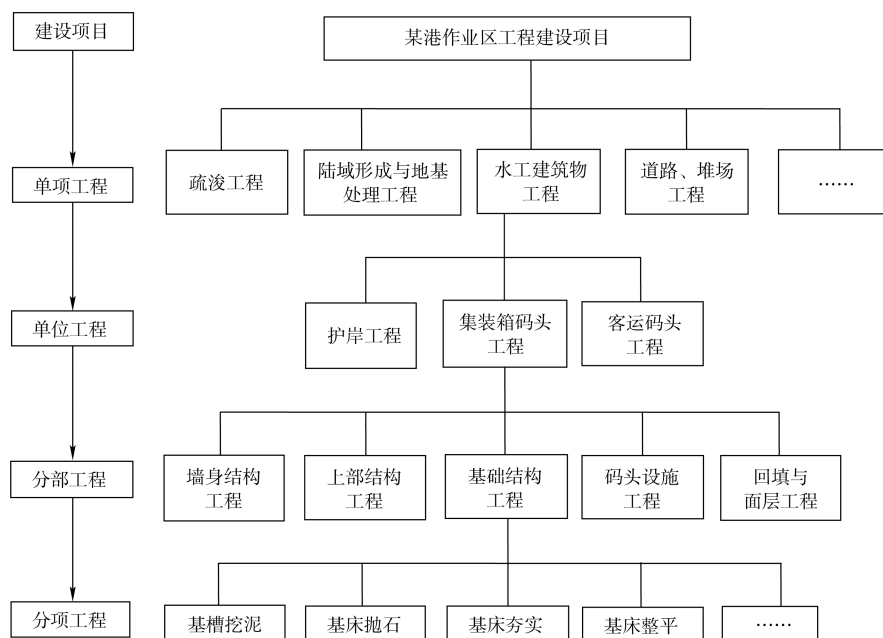 建设项目
某港作业区工程建设项目
单项工程
疏浚工程
陆域形成与地基
处理工程
水工建筑物
工程
道路、堆场
工程
……
单位工程
护岸工程
集装箱码头
工程
客运码头
工程
分部工程
墙身结构
工程
上部结构
工程
基础结构
工程
码头设施
工程
回填与
面层工程
分项工程
基槽挖泥
基床抛石
基床夯实
基床整平
……